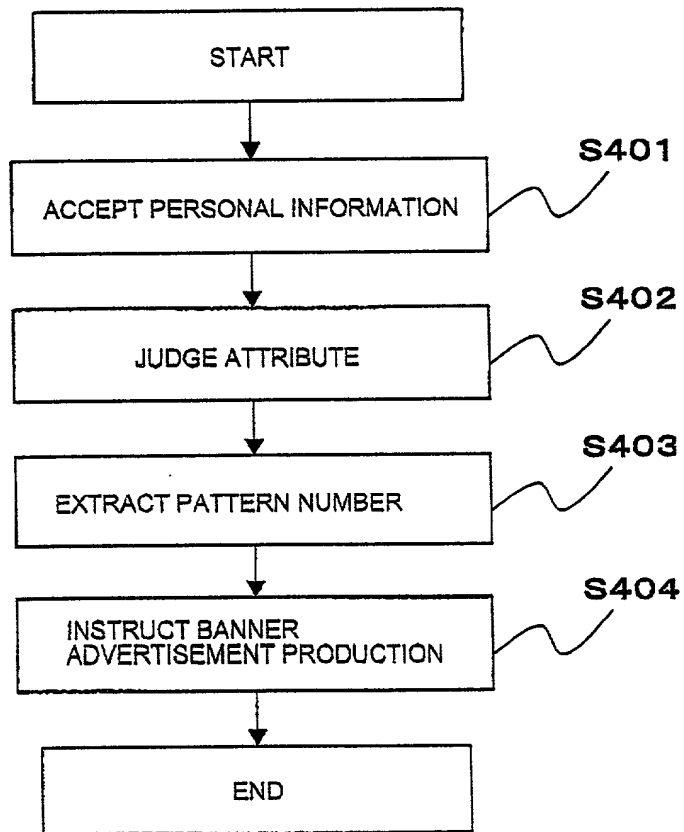 START
S401
ACCEPT PERSONAL INFORMATION
S402
JUDGE ATTRIBUTE
S403
EXTRACT PATTERN NUMBER
S404
INSTRUCT BANNER
ADVERTISEMENT PRODUCTION
END